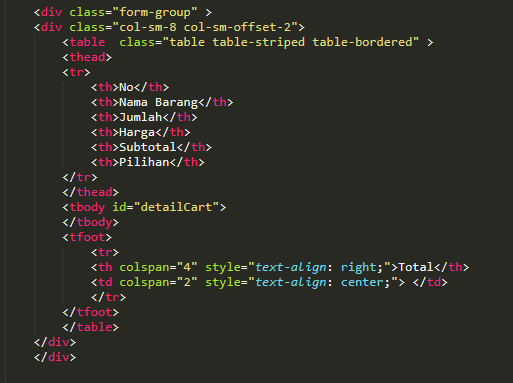 <div class="form-group" >
<div class="col-sm-8 col-sm-offset-2">
<table  class="table table-striped table-bordered" >
<thead>
<tr>
<th>No</th>
<th>Nama Barang</th>
<th>Jumlah</th>
<th>Harga</th>
<th>Subtotal</th>
<th>Pilihan</th>
</tr>
</thead>
<tbody id="detailCart">
</tbody>
<tfoot>
<tr>
<th colspan="4" style="text-align: right;">Total</th>
<td colspan="2" style="text-align: center;"> </td>
</tr>
</tfoot>
</table>
</div>
</div>